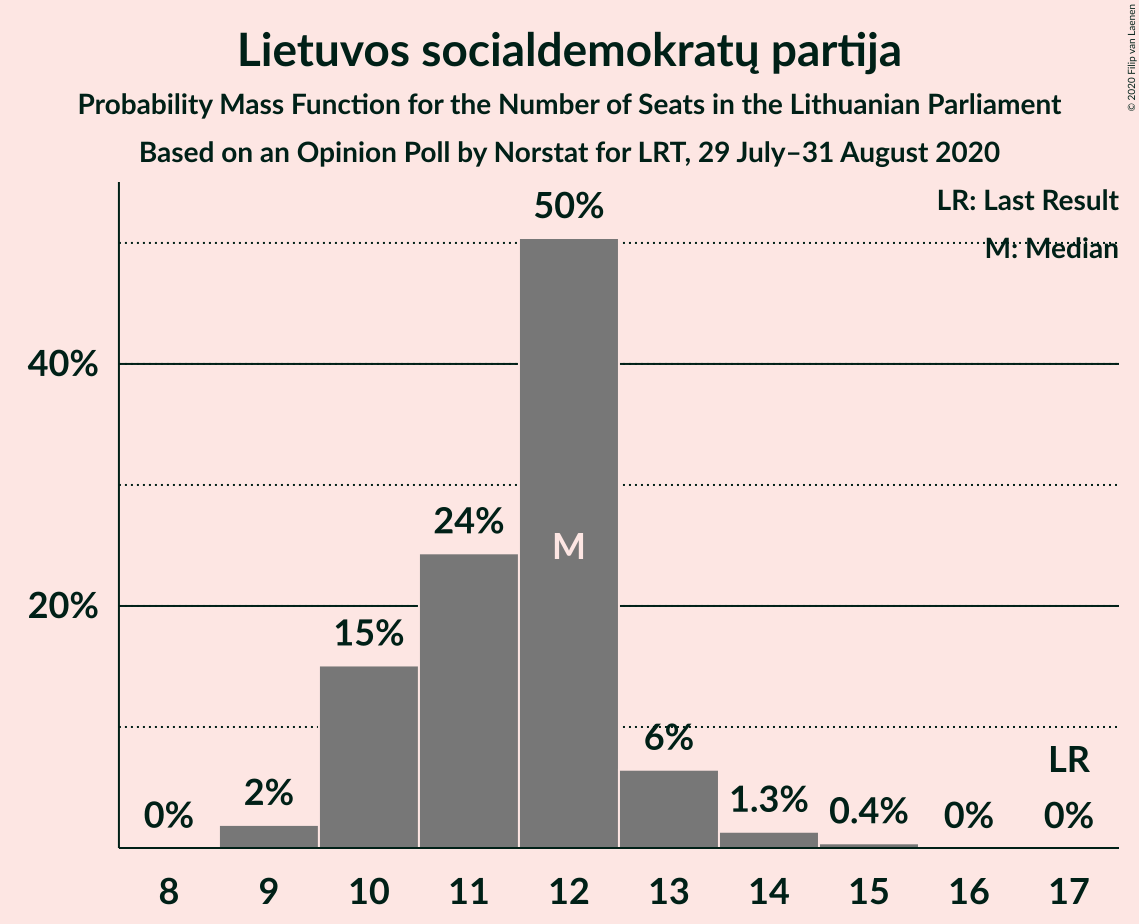 Lietuvos socialdemokratų partija
Probability Mass Function for the Number of Seats in the Lithuanian Parliament
Based on an Opinion Poll by Norstat for LRT, 29 July–31 August 2020
© 2020 Filip van Laenen
LR: Last Result
M: Median
50%
40%
24%
M
20%
15%
6%
LR
2%
1.3%
0.4%
0%
0%
0%
8 9 10 11 12 13 14 15 16 17